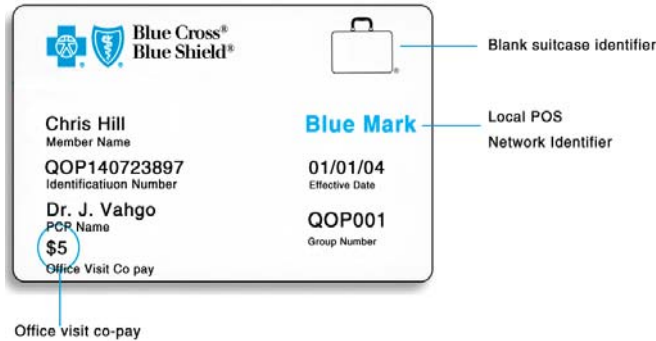 Blue Cross®
Blue Shield®
®
Blank suitcase identifier
Chris Hill
Member Name
Blue Mark
Local POS
Network Identifier
QOP140723897
Identificatiuon Number
01/01/04
Effective Date
Dr. J. Vahgo
PCP Name
QOP001
Group Number
$5
Office Visit Co pay
Office visit co-pay